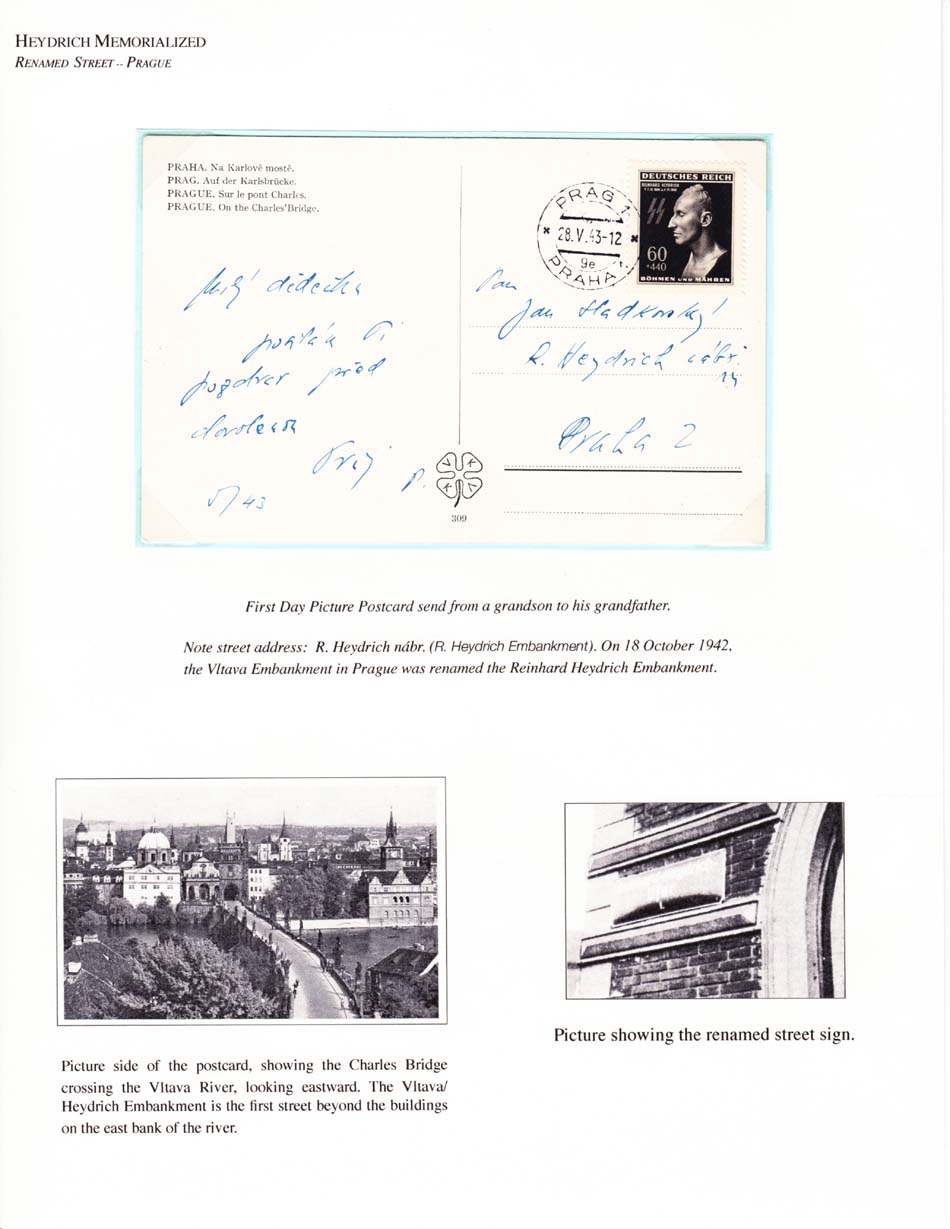 HEYDRICH MEMORIALIZED
RENAMED STREET -- PRAGUE
PRAHA. Na Karlově mostě.
PRAG. Auf der Karlsbrücke.
PRAGUE. Sur le pont Charles.
PRAGUE. On the Charles'Bridge.
PRAG 1
28.V.43-12
9e
PRAHA 1
DEUTSCHES REICH
REINHARD HEYDRICH
60
+440
BÖHMEN UND MÄHREN
Milý dědečku
posílám Ti
pozdrav před
dovolenou
Tvůj P.
V/43
Pan
Jan Sladkovský
R. Heydrich nábř.
14
Praha 2
V K K V
309
First Day Picture Postcard send from a grandson to his grandfather.
Note street address: R. Heydrich nábr. (R. Heydrich Embankment). On 18 October 1942,
the Vltava Embankment in Prague was renamed the Reinhard Heydrich Embankment.
Picture side of the postcard, showing the Charles Bridge
crossing the Vltava River, looking eastward. The Vltava/
Heydrich Embankment is the first street beyond the buildings
on the east bank of the river.
Picture showing the renamed street sign.